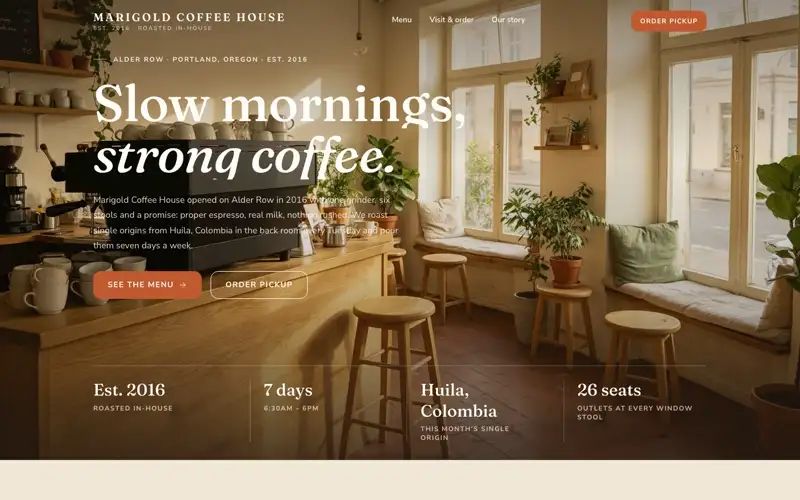 MARIGOLD COFFEE HOUSE
EST. 2016 · ROASTED IN-HOUSE
Menu
Visit & order
Our story
ORDER PICKUP
ALDER ROW · PORTLAND, OREGON · EST. 2016
Slow mornings,
strong coffee.
Marigold Coffee House opened on Alder Row in 2016 with one grinder, six
stools and a promise: proper espresso, real milk, nothing rushed. We roast
single origins from Huila, Colombia in the back room every Tuesday and pour
them seven days a week.
SEE THE MENU →
ORDER PICKUP
Est. 2016
ROASTED IN-HOUSE
7 days
6:30AM – 6PM
Huila,
Colombia
THIS MONTH'S SINGLE
ORIGIN
26 seats
OUTLETS AT EVERY WINDOW
STOOL